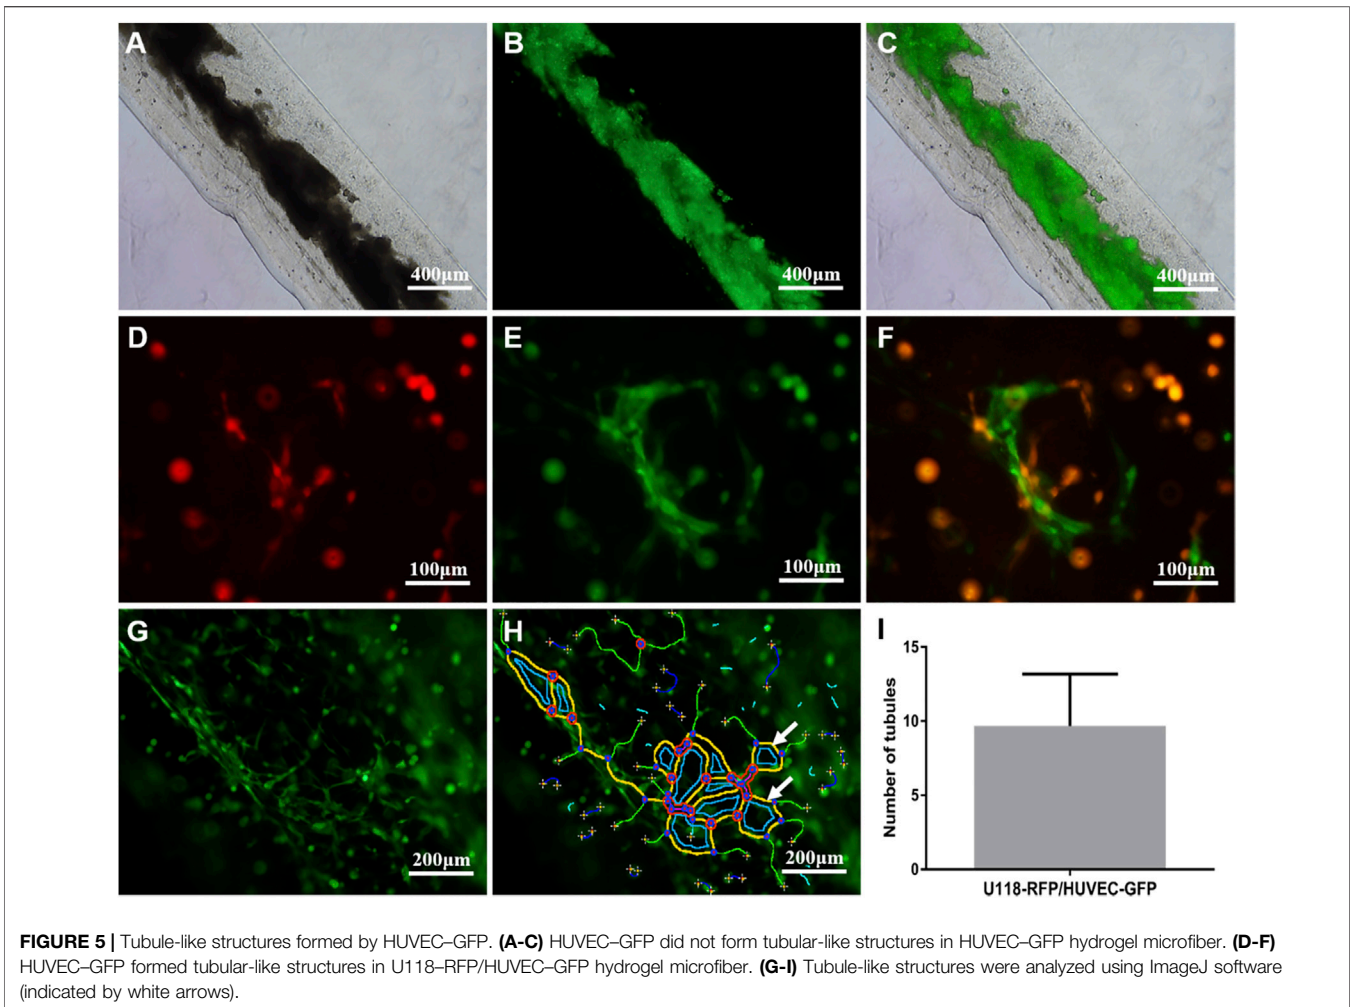 A
B
C
400µm
400µm
400µm
D
E
F
100µm
100µm
100µm
G
H
I
200µm
200µm
15
10
5
0
Number of tubules
U118-RFP/HUVEC-GFP
FIGURE 5 | Tubule-like structures formed by HUVEC–GFP. (A-C) HUVEC–GFP did not form tubular-like structures in HUVEC–GFP hydrogel microfiber. (D-F)
HUVEC–GFP formed tubular-like structures in U118–RFP/HUVEC–GFP hydrogel microfiber. (G-I) Tubule-like structures were analyzed using ImageJ software
(indicated by white arrows).